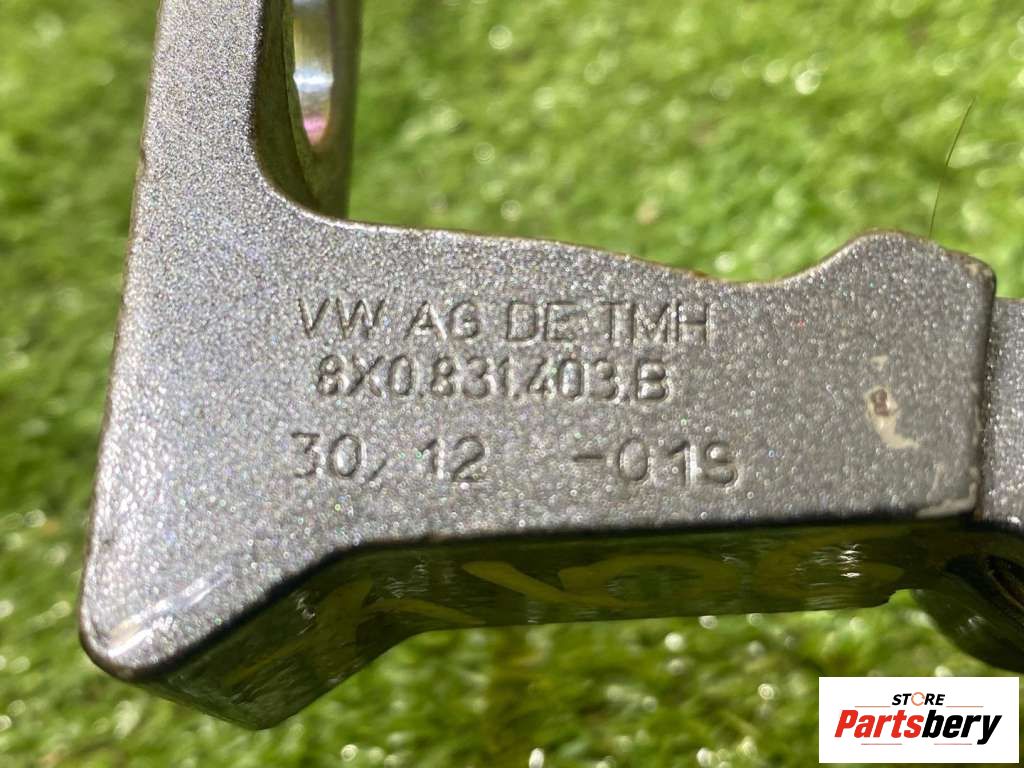 VW AG DE TMH
8X0.831.403.B
30/12 -01S
STORE
Partsbery